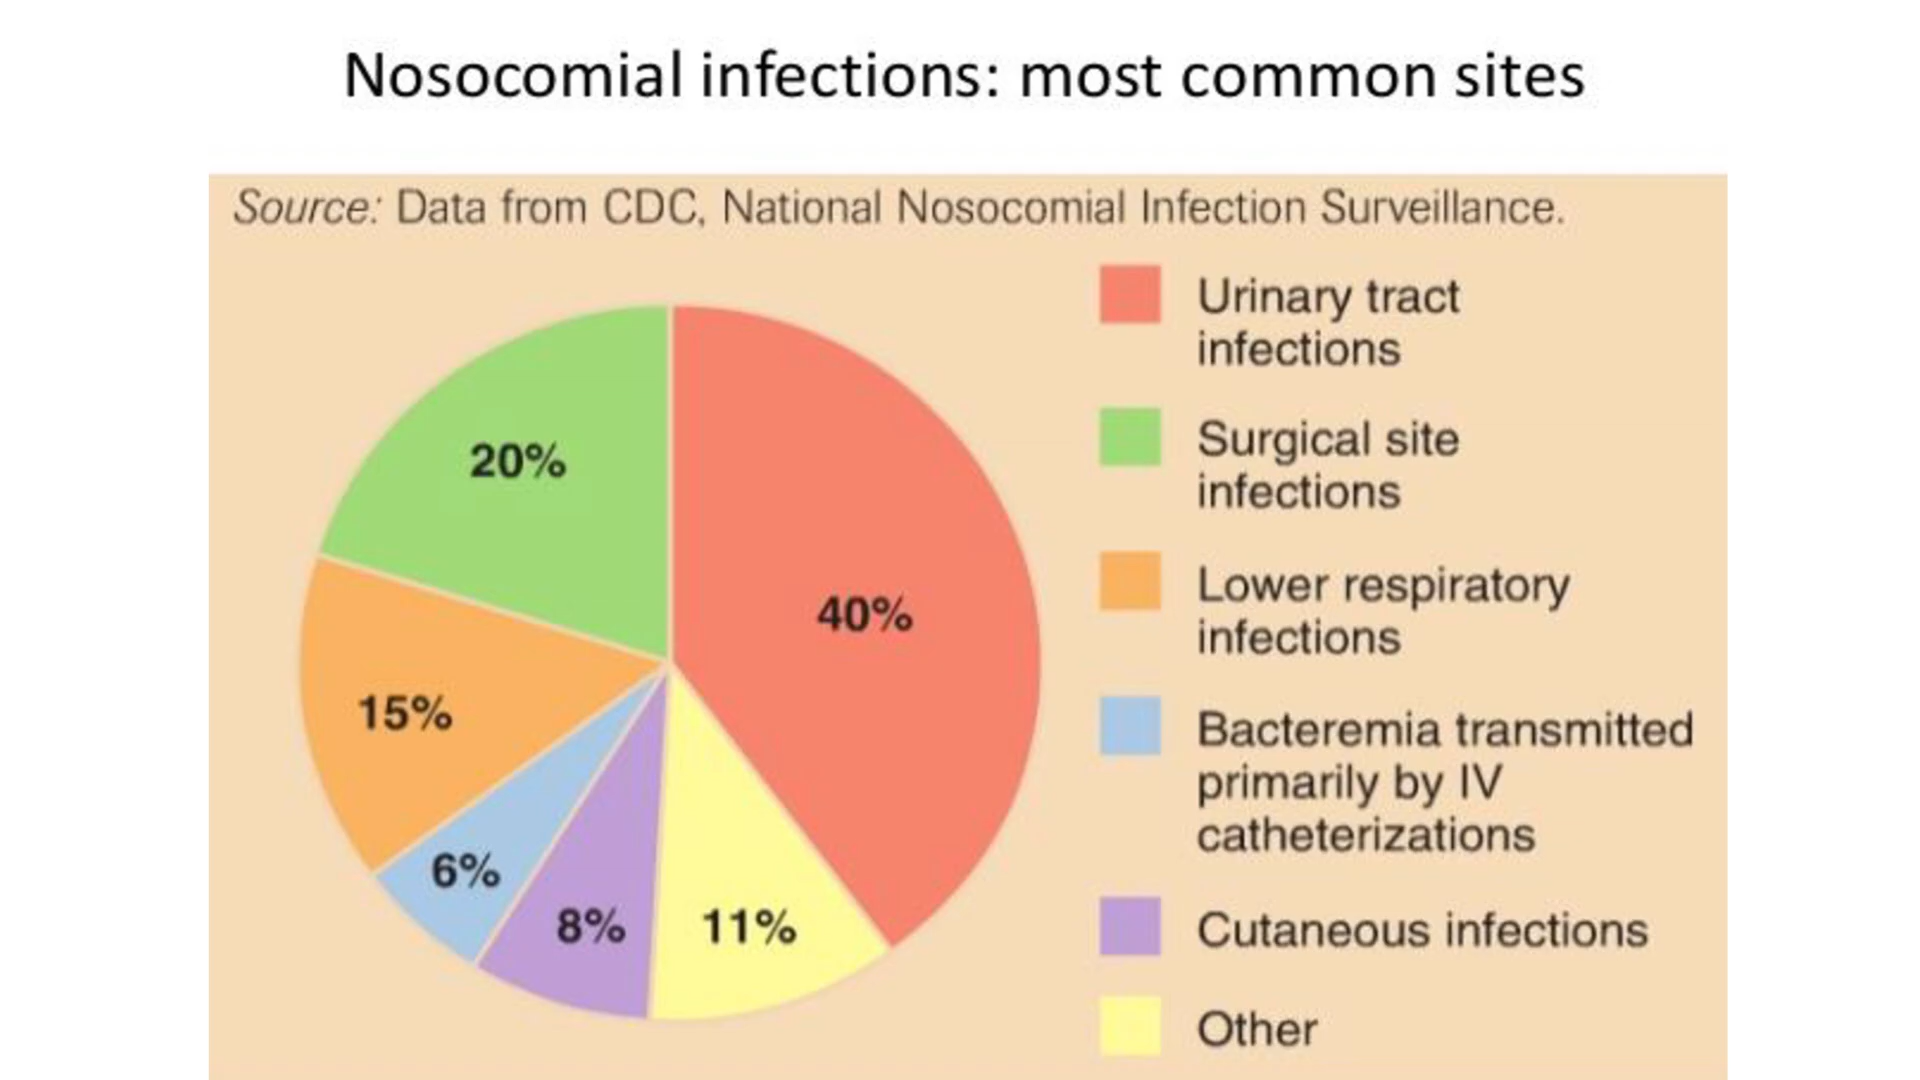 Nosocomial infections: most common sites
Source: Data from CDC, National Nosocomial Infection Surveillance.
20%
40%
15%
6%
8%
11%
Urinary tract
infections
Surgical site
infections
Lower respiratory
infections
Bacteremia transmitted
primarily by IV
catheterizations
Cutaneous infections
Other